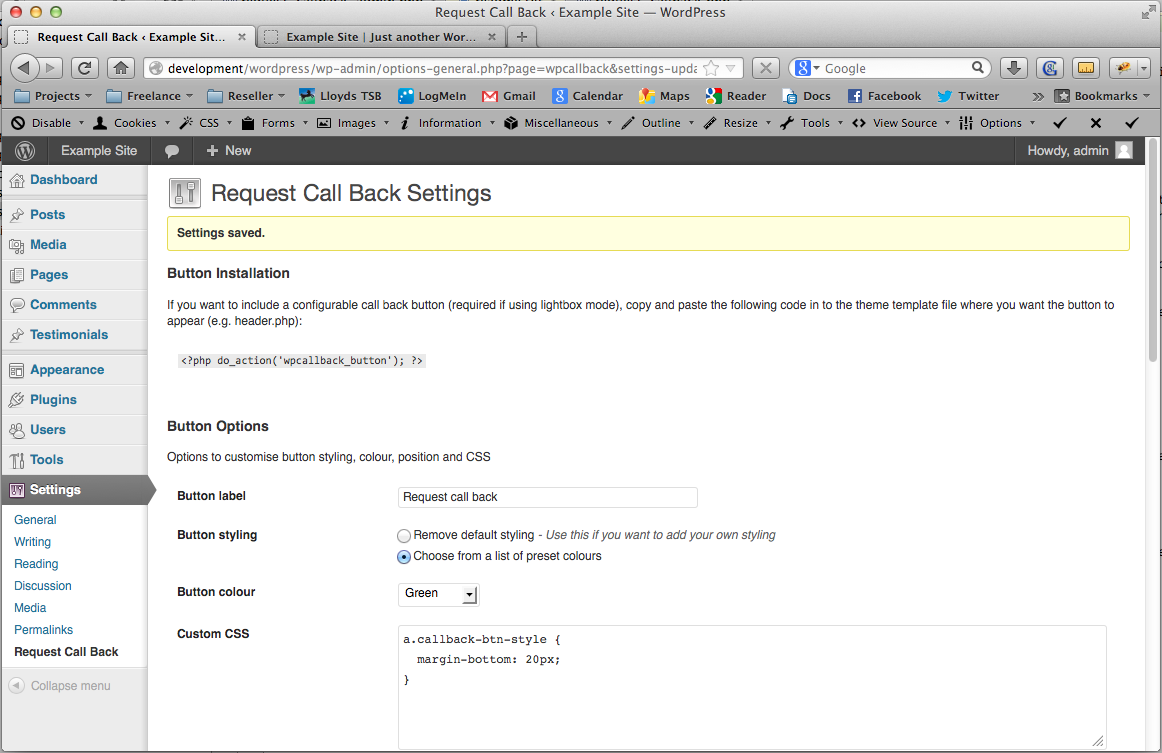 Request Call Back ‹ Example Site — WordPress
Request Call Back ‹ Example Sit...
Example Site | Just another Wor...
development/wordpress/wp-admin/options-general.php?page=wpcallback&settings-upda
Google
Projects Freelance Reseller Lloyds TSB LogMeIn Gmail Calendar Maps Reader Docs Facebook Twitter Bookmarks
Disable Cookies CSS Forms Images Information Miscellaneous Outline Resize Tools View Source Options
Example Site
New
Howdy, admin
Dashboard
Posts
Media
Pages
Comments
Testimonials
Appearance
Plugins
Users
Tools
Settings
General
Writing
Reading
Discussion
Media
Permalinks
Request Call Back
Collapse menu
Request Call Back Settings
Settings saved.
Button Installation
If you want to include a configurable call back button (required if using lightbox mode), copy and paste the following code in to the theme template file where you want the button to
appear (e.g. header.php):
<?php do_action('wpcallback_button'); ?>
Button Options
Options to customise button styling, colour, position and CSS
Button label
Request call back
Button styling
Remove default styling - Use this if you want to add your own styling
Choose from a list of preset colours
Button colour
Green
Custom CSS
a.callback-btn-style {
margin-bottom: 20px;
}